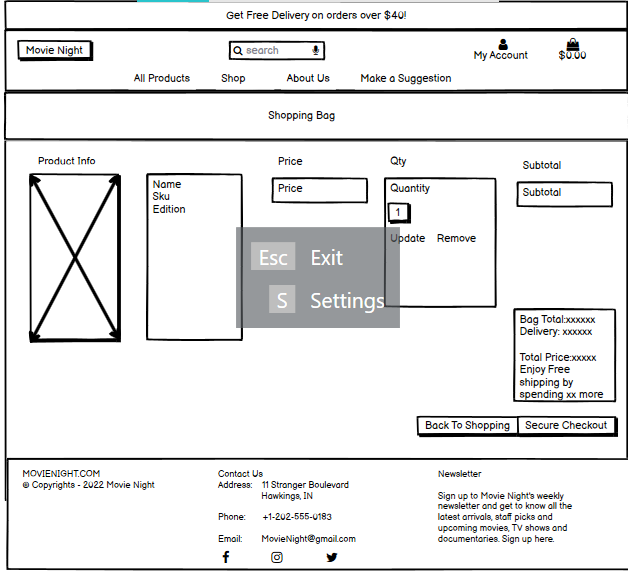 Get Free Delivery on orders over $40!
Movie Night
search
My Account
$0.00
All Products Shop About Us Make a Suggestion
Shopping Bag
Product Info Price Qty Subtotal
Name
Sku
Edition
Price
Quantity
1
Update Remove
Subtotal
Esc Exit
S Settings
Bag Total:xxxxxx
Delivery: xxxxxx
Total Price:xxxxx
Enjoy Free
shipping by
spending xx more
Back To Shopping Secure Checkout
MOVIENIGHT.COM
© Copyrights - 2022 Movie Night
Contact Us
Address: 11 Stranger Boulevard
Hawkings, IN
Phone: +1-202-555-0183
Email: MovieNight@gmail.com
Newsletter
Sign up to Movie Night's weekly
newsletter and get to know all the
latest arrivals, staff picks and
upcoming movies, TV shows and
documentaries. Sign up here.